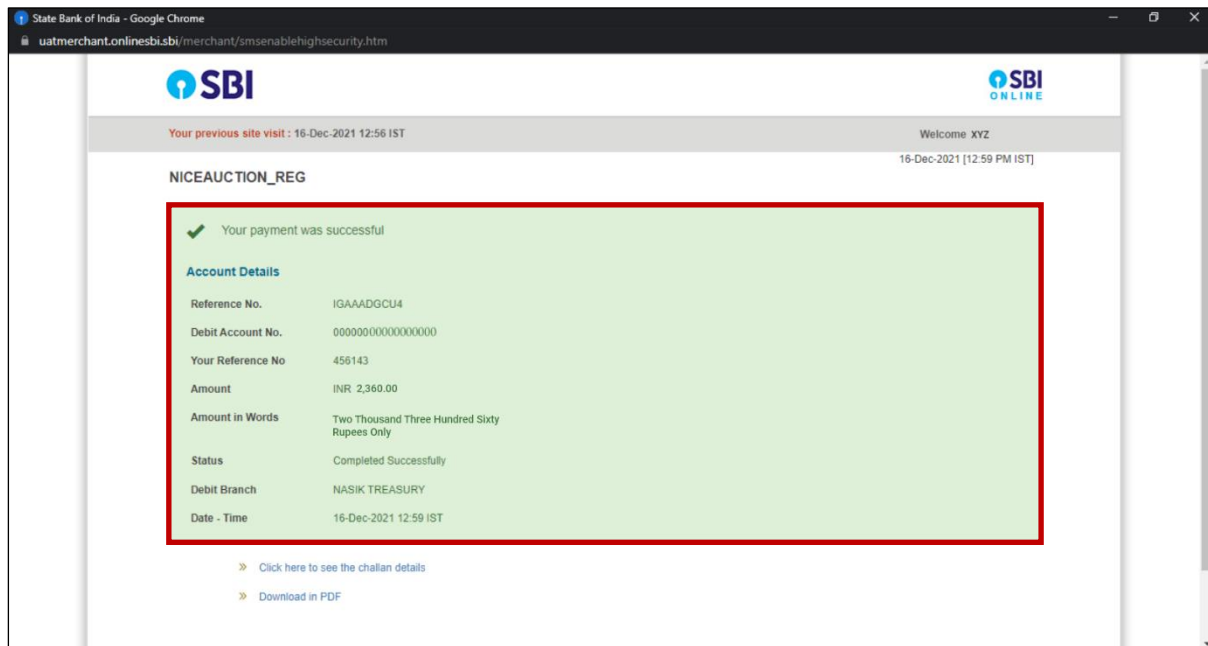 State Bank of India - Google Chrome
uatmerchant.onlinesbi.sbi/merchant/smsenablehighsecurity.htm
SBI
SBI
ONLINE
Your previous site visit : 16-Dec-2021 12:56 IST
Welcome XYZ
16-Dec-2021 [12:59 PM IST]
NICEAUCTION_REG
Your payment was successful
Account Details
Reference No. IGAAADGCU4
Debit Account No. 00000000000000000
Your Reference No 456143
Amount INR 2,360.00
Amount in Words Two Thousand Three Hundred Sixty
Rupees Only
Status Completed Successfully
Debit Branch NASIK TREASURY
Date - Time 16-Dec-2021 12:59 IST
» Click here to see the challan details
» Download in PDF